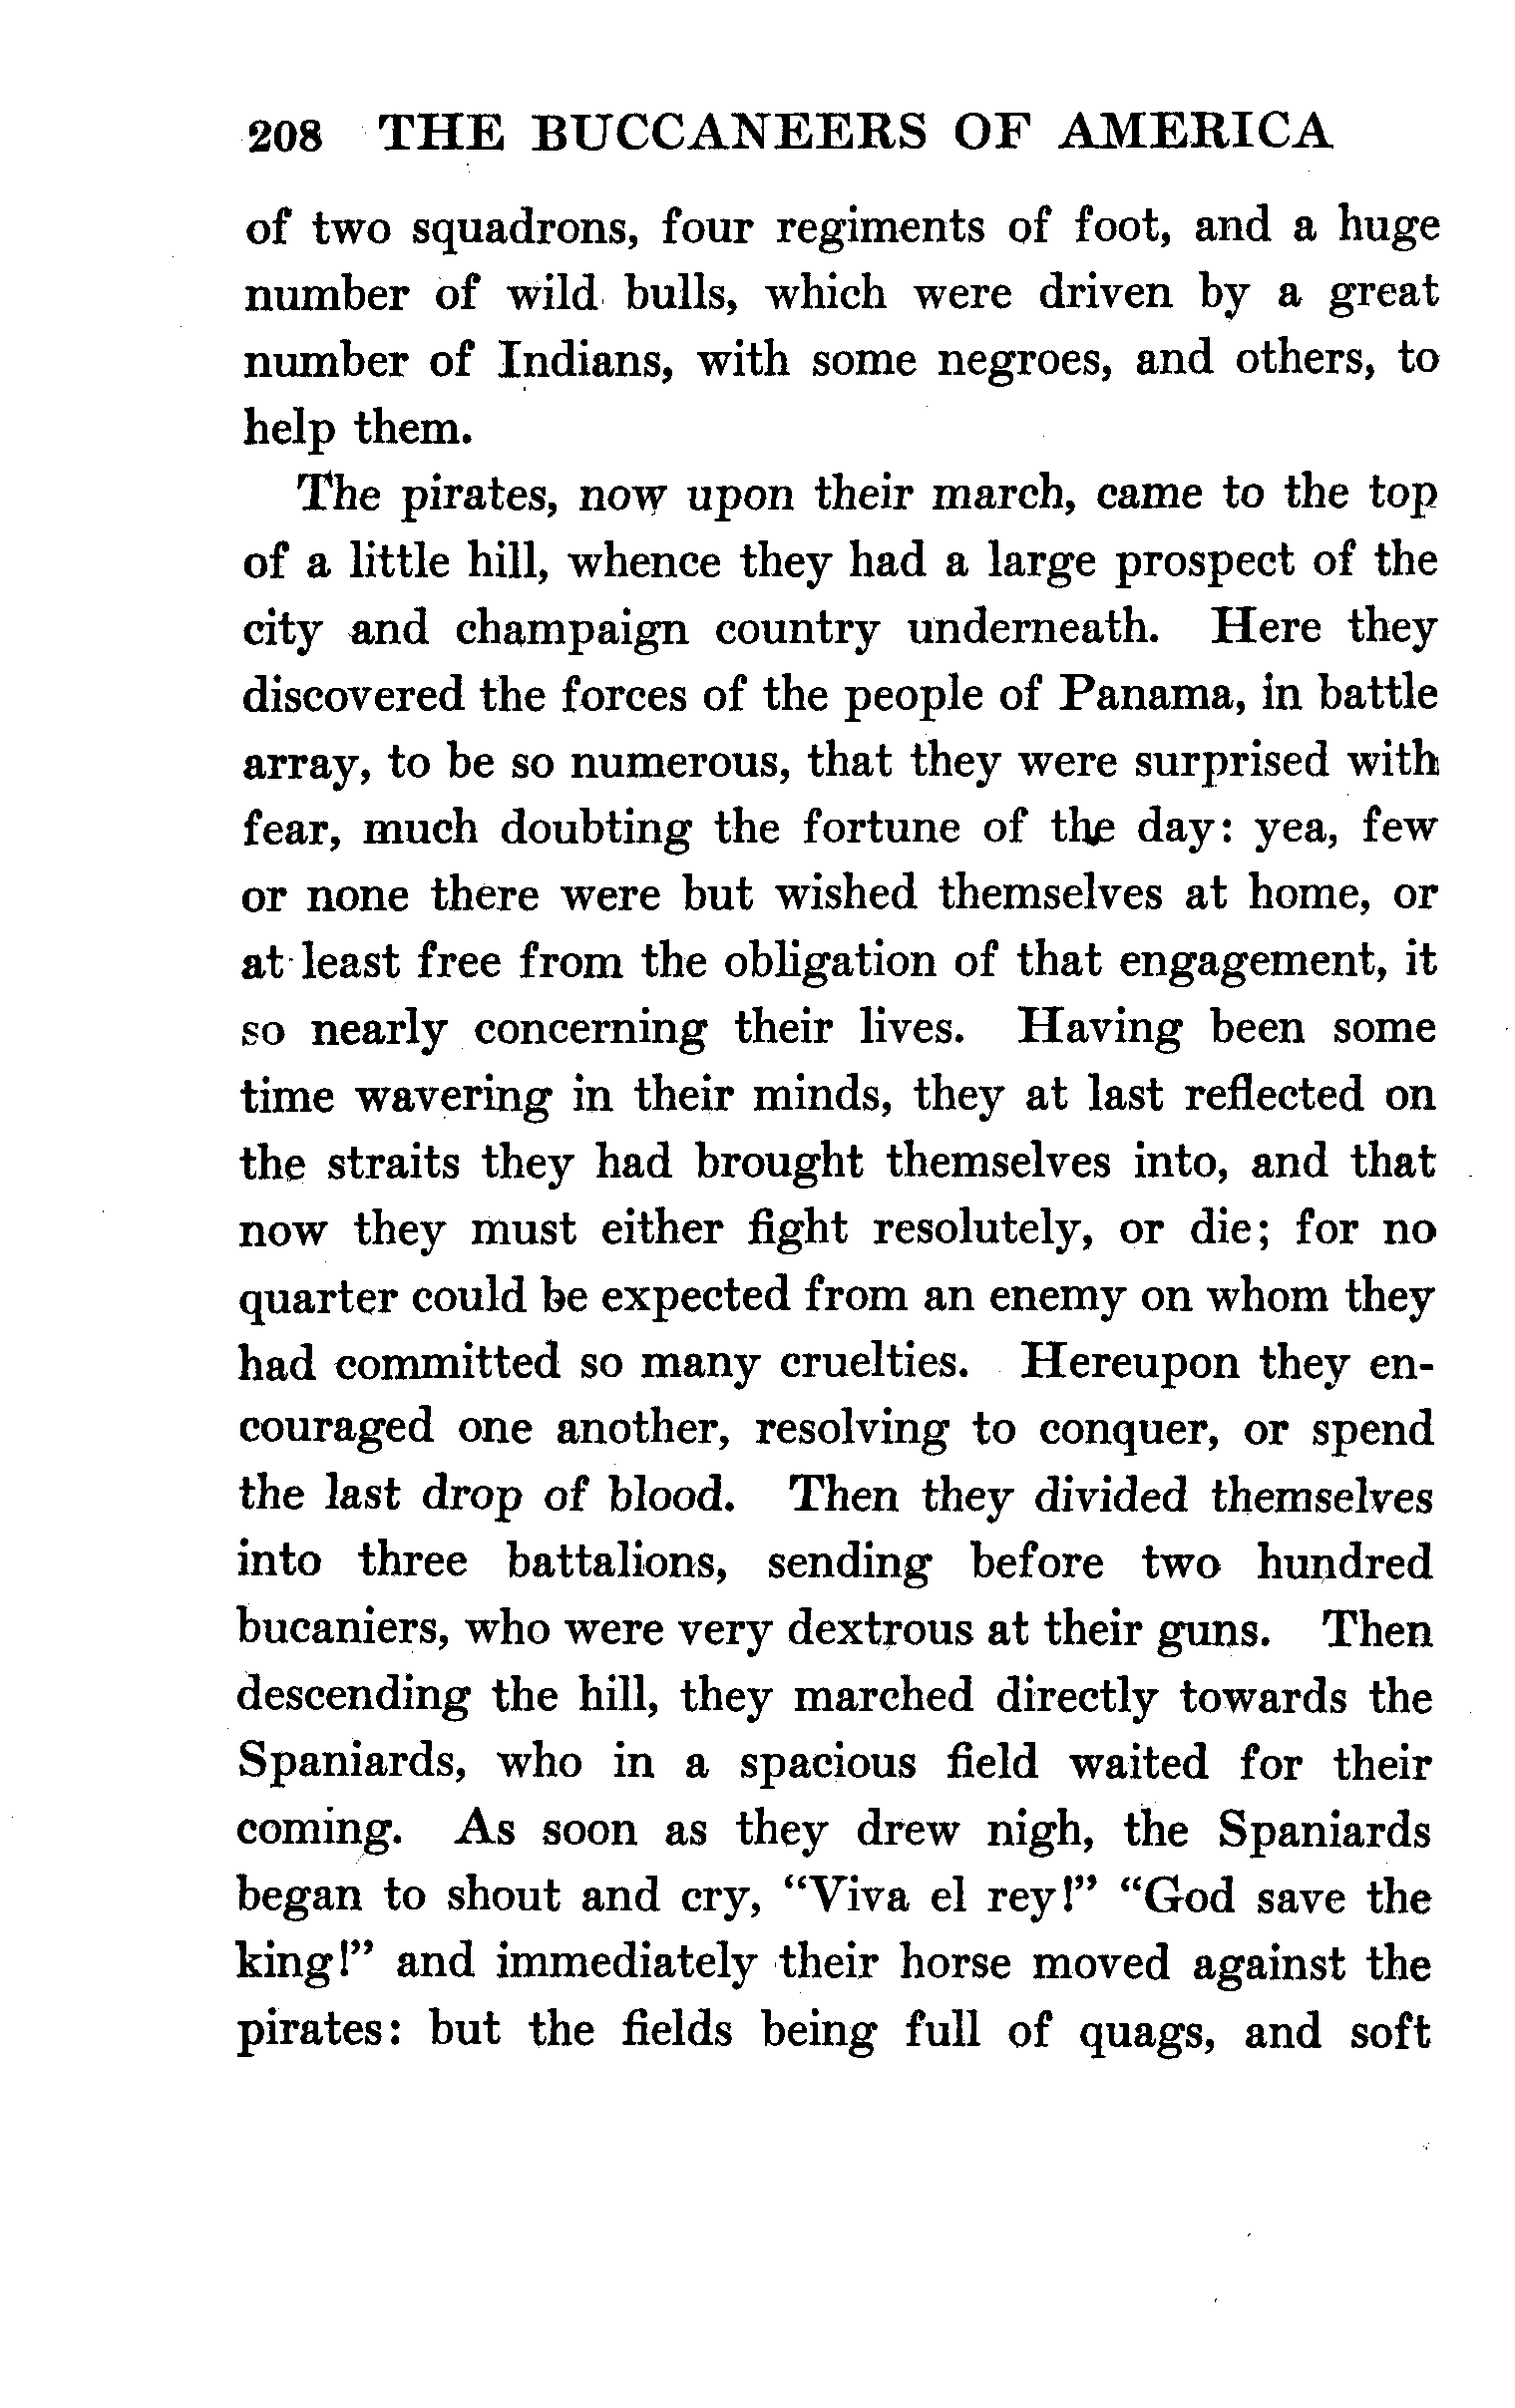 208 THE BUCCANEERS OF AMERICA
of two squadrons, four regiments of foot, and a huge
number of wild bulls, which were driven by a great
number of Indians, with some negroes, and others, to
help them.
The pirates, now upon their march, came to the top
of a little hill, whence they had a large prospect of the
city and champaign country underneath. Here they
discovered the forces of the people of Panama, in battle
array, to be so numerous, that they were surprised with
fear, much doubting the fortune of the day: yea, few
or none there were but wished themselves at home, or
at least free from the obligation of that engagement, it
so nearly concerning their lives. Having been some
time wavering in their minds, they at last reflected on
the straits they had brought themselves into, and that
now they must either fight resolutely, or die; for no
quarter could be expected from an enemy on whom they
had committed so many cruelties. Hereupon they en-
couraged one another, resolving to conquer, or spend
the last drop of blood. Then they divided themselves
into three battalions, sending before two hundred
bucaniers, who were very dextrous at their guns. Then
descending the hill, they marched directly towards the
Spaniards, who in a spacious field waited for their
coming. As soon as they drew nigh, the Spaniards
began to shout and cry, "Viva el rey!" "God save the
king!" and immediately their horse moved against the
pirates: but the fields being full of quags, and soft